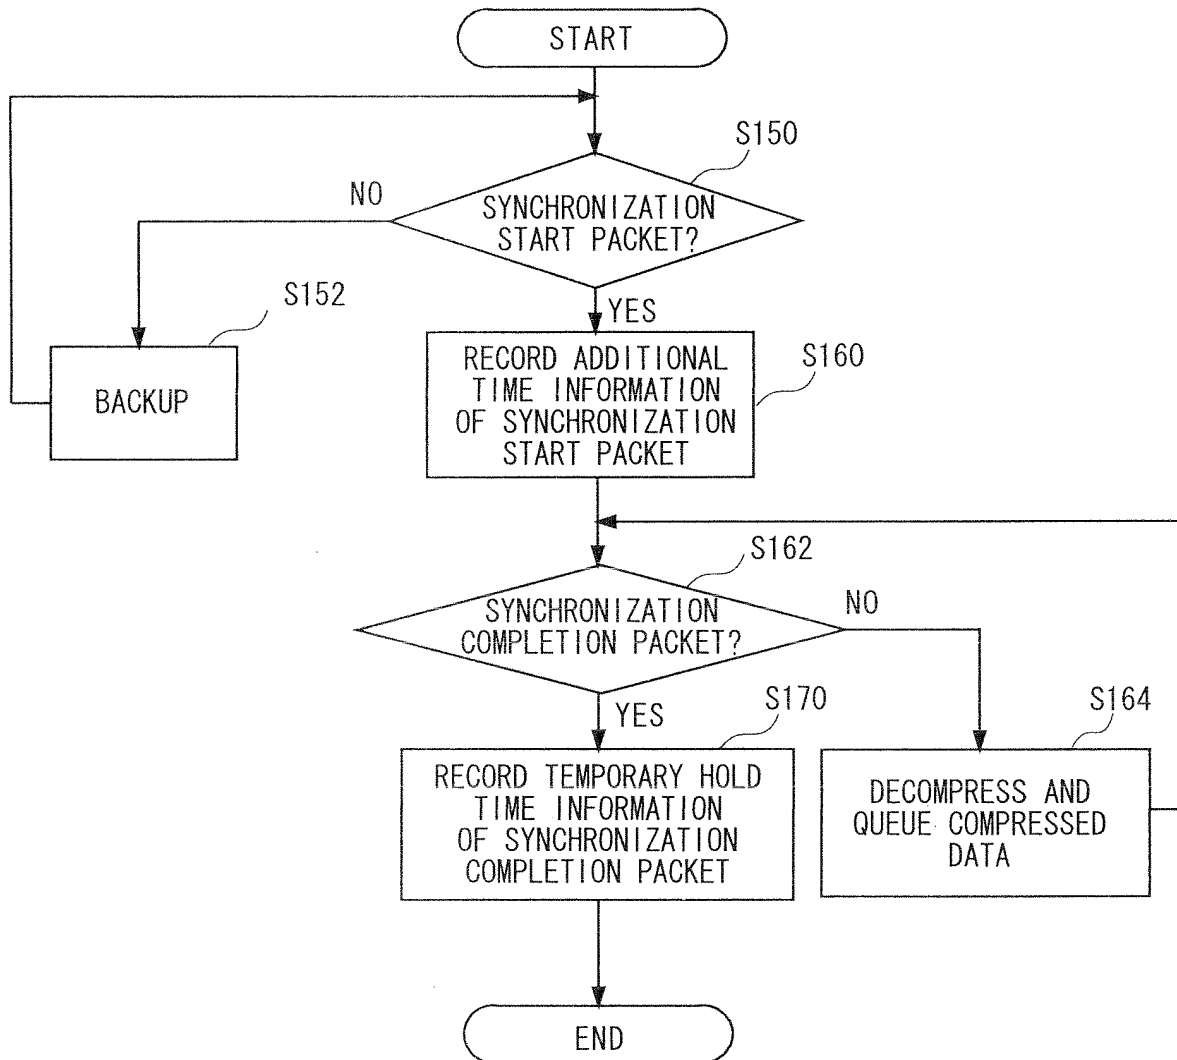 START
S150
NO
SYNCHRONIZATION
START PACKET?
S152
YES
BACKUP
RECORD ADDITIONAL
TIME INFORMATION
OF SYNCHRONIZATION
START PACKET
S160
S162
SYNCHRONIZATION
COMPLETION PACKET?
NO
YES
S170
S164
RECORD TEMPORARY HOLD
TIME INFORMATION
OF SYNCHRONIZATION
COMPLETION PACKET
DECOMPRESS AND
QUEUE COMPRESSED
DATA
END